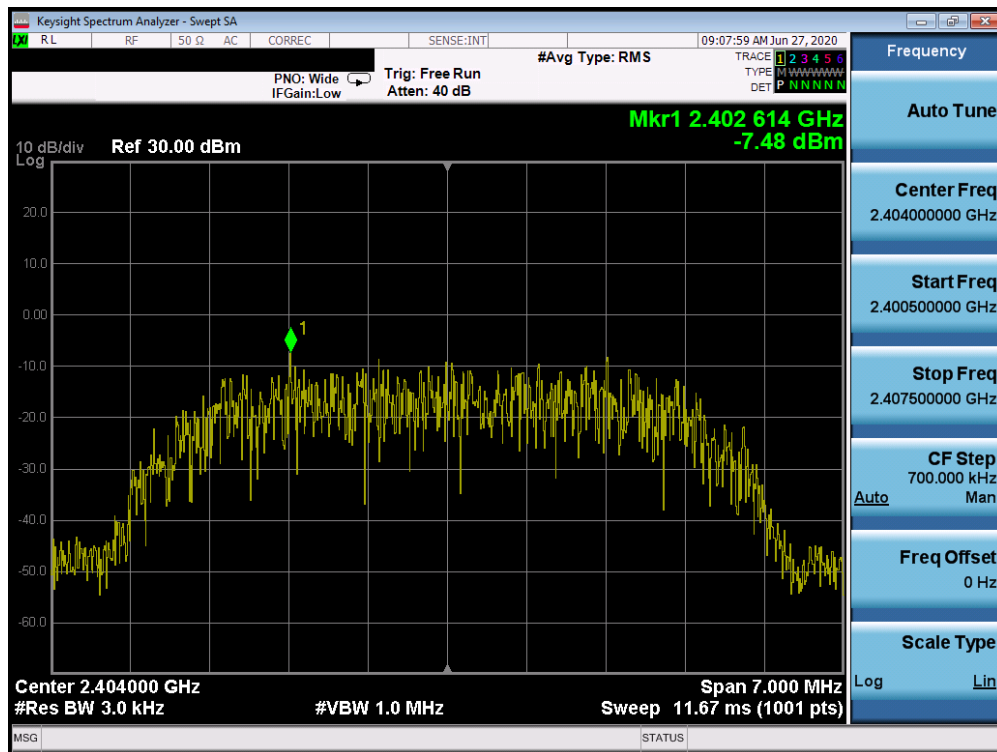 Keysight Spectrum Analyzer - Swept SA
LXI RL RF 50 Ω AC CORREC SENSE:INT 09:07:59 AM Jun 27, 2020
PNO: Wide
IFGain:Low
Trig: Free Run
Atten: 40 dB
#Avg Type: RMS
TRACE 1 2 3 4 5 6
TYPE M WWWWWW
DET P N N N N N
Mkr1 2.402 614 GHz
-7.48 dBm
10 dB/div
Log
Ref 30.00 dBm
20.0
10.0
0.00
-10.0
-20.0
-30.0
-40.0
-50.0
-60.0
1
Center 2.404000 GHz
Span 7.000 MHz
#Res BW 3.0 kHz
#VBW 1.0 MHz
Sweep 11.67 ms (1001 pts)
MSG
STATUS
Frequency
Auto Tune
Center Freq
2.404000000 GHz
Start Freq
2.400500000 GHz
Stop Freq
2.407500000 GHz
CF Step
700.000 kHz
Auto Man
Freq Offset
0 Hz
Scale Type
Log Lin